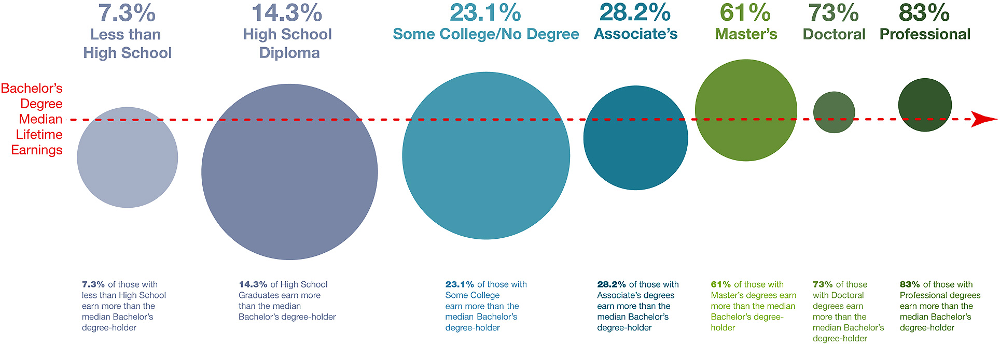 7.3%
Less than
High School
14.3%
High School
Diploma
23.1%
Some College/No Degree
28.2%
Associate’s
61%
Master’s
73%
Doctoral
83%
Professional
Bachelor’s
Degree
Median
Lifetime
Earnings
7.3% of those with
less than High School
earn more than the
median Bachelor’s
degree-holder
14.3% of High School
Graduates earn more
than the median
Bachelor’s degree-holder
23.1% of those with
Some College
earn more than the
median Bachelor’s
degree-holder
28.2% of those with
Associate’s degrees
earn more than the
median Bachelor’s
degree-holder
61% of those with
Master’s degrees earn
more than the median
Bachelor’s degree-
holder
73% of those
with Doctoral
degrees earn
more than the
median Bachelor’s
degree-holder
83% of those with
Professional degrees
earn more than the
median Bachelor’s
degree-holder